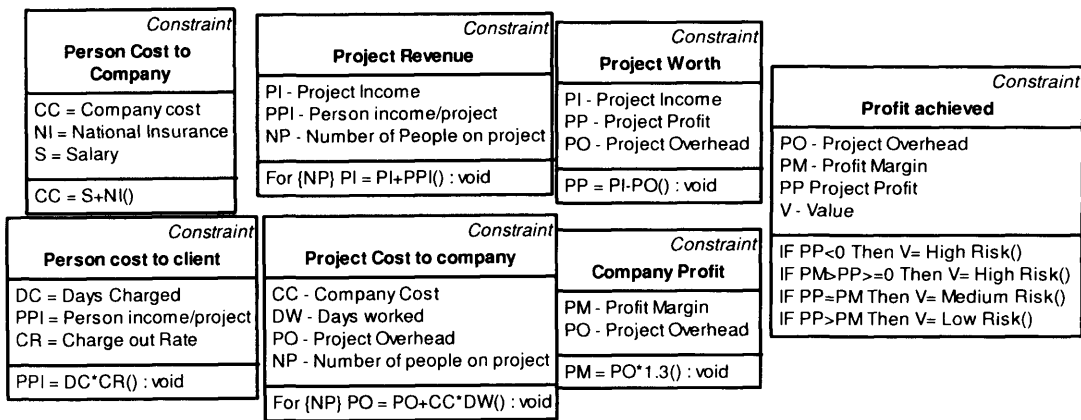 Constraint
Person Cost to
Company
CC = Company cost
NI = National Insurance
S = Salary
CC = S+NI()
Constraint
Project Revenue
PI - Project Income
PPI - Person income/project
NP - Number of People on project
For {NP} PI = PI+PPI() : void
Constraint
Project Worth
PI - Project Income
PP - Project Profit
PO - Project Overhead
PP = PI-PO() : void
Constraint
Profit achieved
PO - Project Overhead
PM - Profit Margin
PP Project Profit
V - Value
IF PP<0 Then V= High Risk()
IF PM>PP>=0 Then V= High Risk()
IF PP=PM Then V= Medium Risk()
IF PP>PM Then V= Low Risk()
Constraint
Person cost to client
DC = Days Charged
PPI = Person income/project
CR = Charge out Rate
PPI = DC*CR() : void
Constraint
Project Cost to company
CC - Company Cost
DW - Days worked
PO - Project Overhead
NP - Number of people on project
For {NP} PO = PO+CC*DW() : void
Constraint
Company Profit
PM - Profit Margin
PO - Project Overhead
PM = PO*1.3() : void